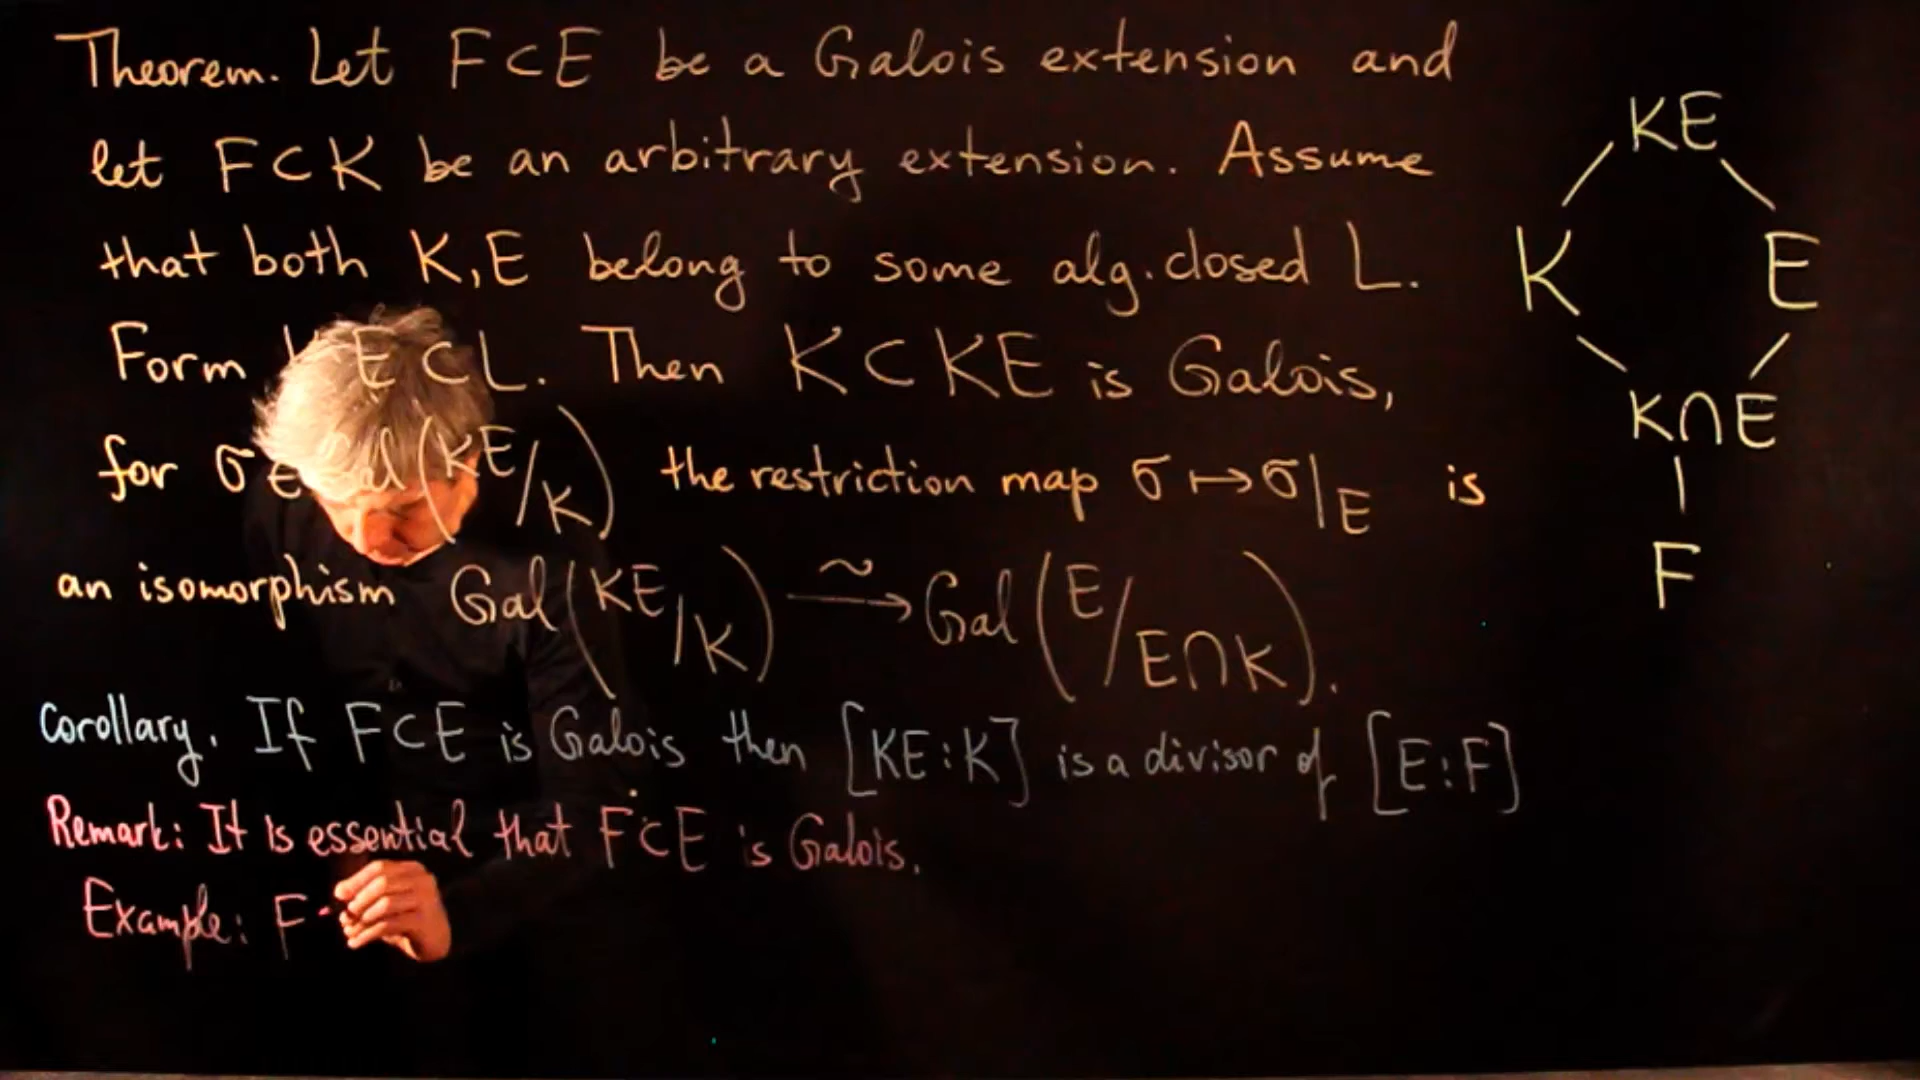 Theorem. Let F⊂E be a Galois extension and
let F⊂K be an arbitrary extension. Assume
that both K,E belong to some alg.closed L.
Form E⊂L. Then K⊂KE is Galois,
for σ∈Gal(KE/K) the restriction map σ↦σ|E is
an isomorphism Gal(KE/K) ⥲ Gal(E/E∩K).
Corollary. If F⊂E is Galois then [KE:K] is a divisor of [E:F]
Remark: It is essential that F⊂E is Galois.
Example: F
KE
K E
K∩E
F